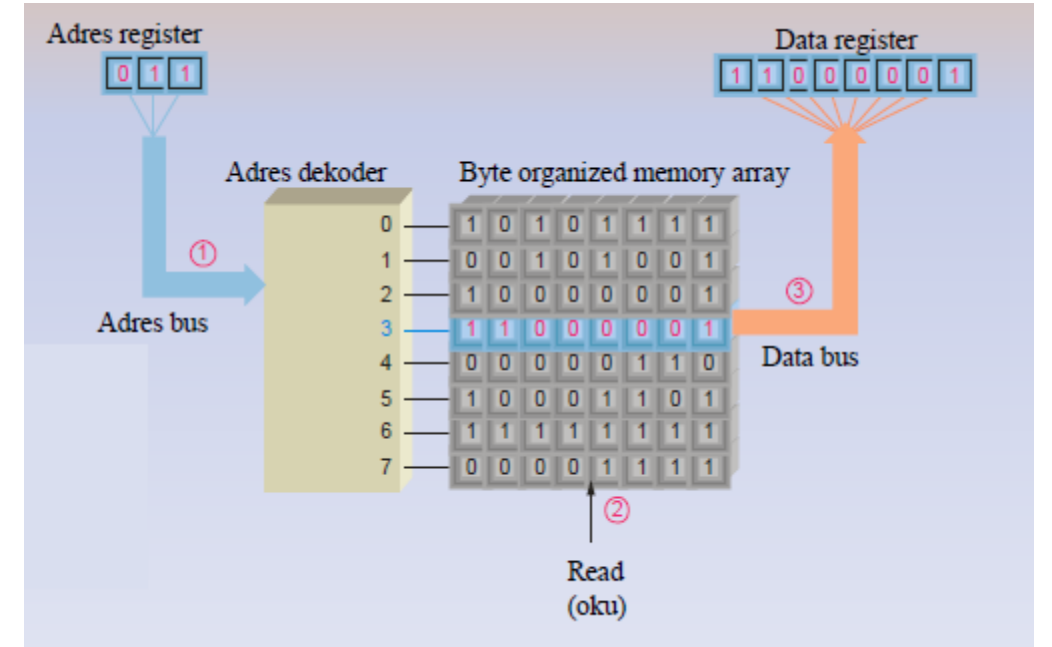 Adres register
0 1 1
Data register
1 1 0 0 0 0 0 1
Adres dekoder
Byte organized memory array
0 1 0 1 0 1 1 1 1
1 0 0 1 0 1 0 0 1
2 1 0 0 0 0 0 0 1
3 1 1 0 0 0 0 0 1
4 0 0 0 0 0 1 1 0
5 1 0 0 0 1 1 0 1
6 1 1 1 1 1 1 1 1
7 0 0 0 0 1 1 1 1
1
Adres bus
3
Data bus
2
Read
(oku)